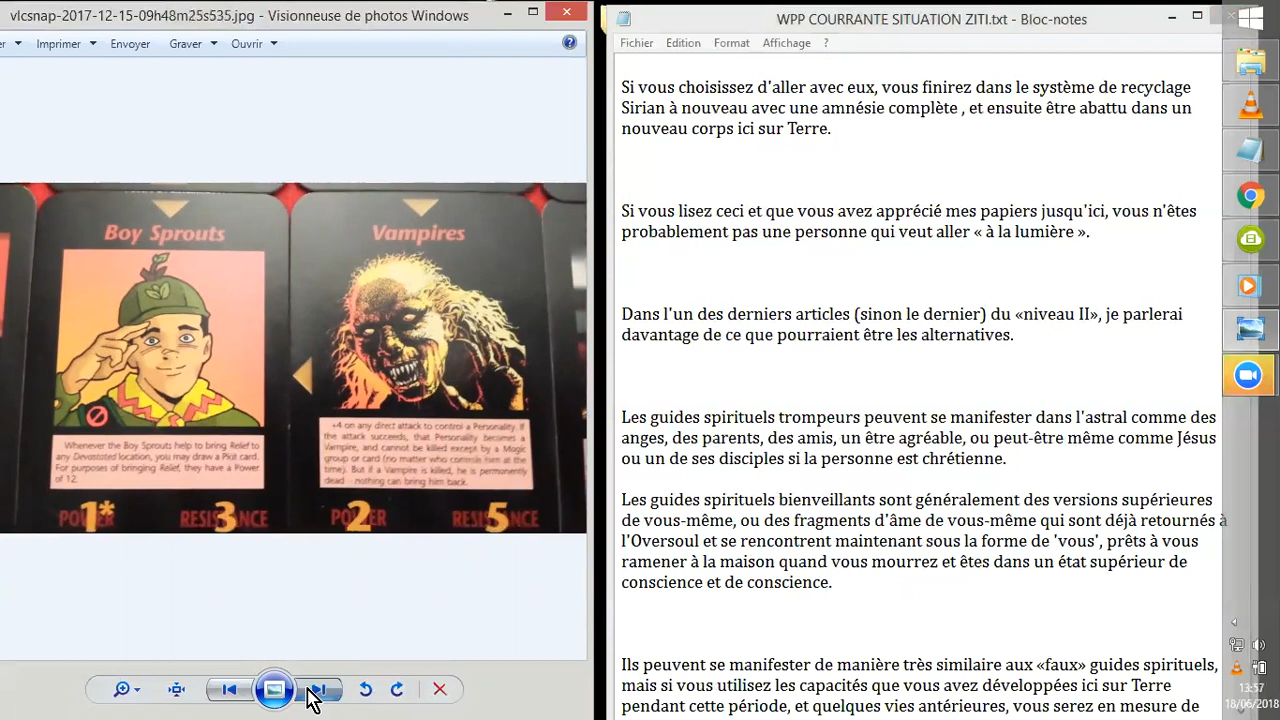 vlcsnap-2017-12-15-09h48m25s535.jpg - Visionneuse de photos Windows
Imprimer Envoyer Graver Ouvrir
Boy Sprouts
Whenever the Boy Sprouts help to bring Relief to
any Devastated location, you may draw a Plot card.
For purposes of bringing Relief, they have a Power
of 12.
1* 3
POWER RESISTANCE
Vampires
+4 on any direct attack to control a Personality. If
the attack succeeds, that Personality becomes a
Vampire, and cannot be killed except by a Magic
group or card (no matter who controls him at the
time). But if a Vampire is killed, he is permanently
dead - nothing can bring him back.
2 5
POWER RESISTANCE
WPP COURRANTE SITUATION ZITI.txt - Bloc-notes
Fichier Edition Format Affichage ?
Si vous choisissez d'aller avec eux, vous finirez dans le système de recyclage
Sirian à nouveau avec une amnésie complète , et ensuite être abattu dans un
nouveau corps ici sur Terre.
Si vous lisez ceci et que vous avez apprécié mes papiers jusqu'ici, vous n'êtes
probablement pas une personne qui veut aller « à la lumière ».
Dans l'un des derniers articles (sinon le dernier) du «niveau II», je parlerai
davantage de ce que pourraient être les alternatives.
Les guides spirituels trompeurs peuvent se manifester dans l'astral comme des
anges, des parents, des amis, un être agréable, ou peut-être même comme Jésus
ou un de ses disciples si la personne est chrétienne.
Les guides spirituels bienveillants sont généralement des versions supérieures
de vous-même, ou des fragments d'âme de vous-même qui sont déjà retournés à
l'Oversoul et se rencontrent maintenant sous la forme de 'vous', prêts à vous
ramener à la maison quand vous mourrez et êtes dans un état supérieur de
conscience et de conscience.
Ils peuvent se manifester de manière très similaire aux «faux» guides spirituels,
mais si vous utilisez les capacités que vous avez développées ici sur Terre
pendant cette période, et quelques vies antérieures, vous serez en mesure de
13:57
18/06/2018